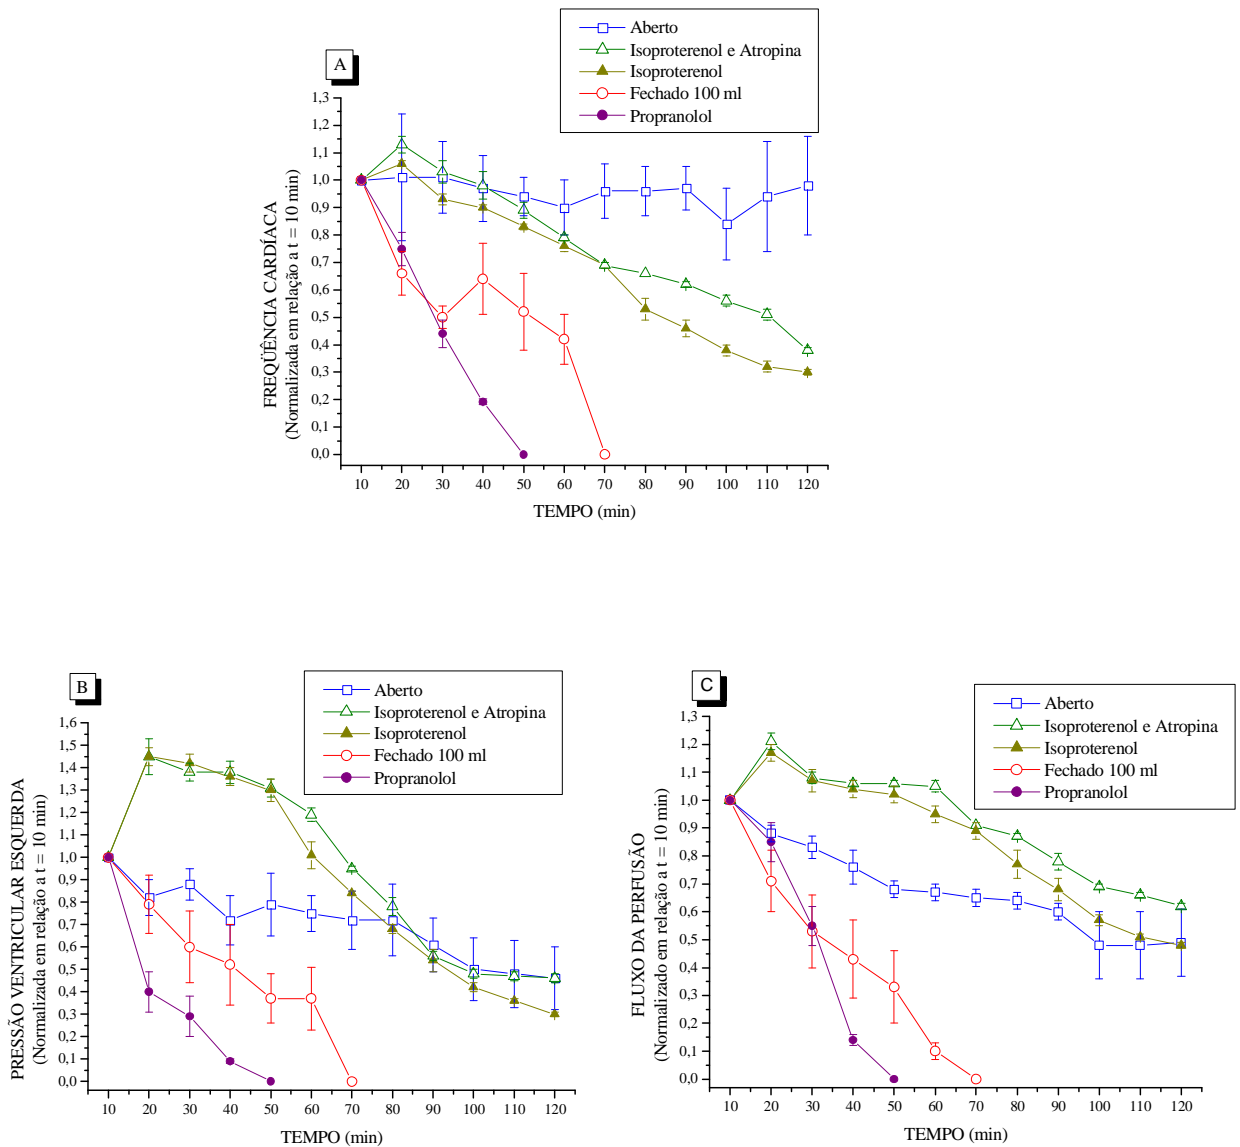 A
Aberto
Isoproterenol e Atropina
Isoproterenol
Fechado 100 ml
Propranolol
FREQÜÊNCIA CARDÍACA
(Normalizada em relação a t = 10 min)
1,3
1,2
1,1
1,0
0,9
0,8
0,7
0,6
0,5
0,4
0,3
0,2
0,1
0,0
10 20 30 40 50 60 70 80 90 100 110 120
TEMPO (min)
B
Aberto
Isoproterenol e Atropina
Isoproterenol
Fechado 100 ml
Propranolol
PRESSÃO VENTRICULAR ESQUERDA
(Normalizada em relação a t = 10 min)
1,6
1,5
1,4
1,3
1,2
1,1
1,0
0,9
0,8
0,7
0,6
0,5
0,4
0,3
0,2
0,1
0,0
10 20 30 40 50 60 70 80 90 100 110 120
TEMPO (min)
C
Aberto
Isoproterenol e Atropina
Isoproterenol
Fechado 100 ml
Propranolol
FLUXO DA PERFUSÃO
(Normalizado em relação a t = 10 min)
1,3
1,2
1,1
1,0
0,9
0,8
0,7
0,6
0,5
0,4
0,3
0,2
0,1
0,0
10 20 30 40 50 60 70 80 90 100 110 120
TEMPO (min)